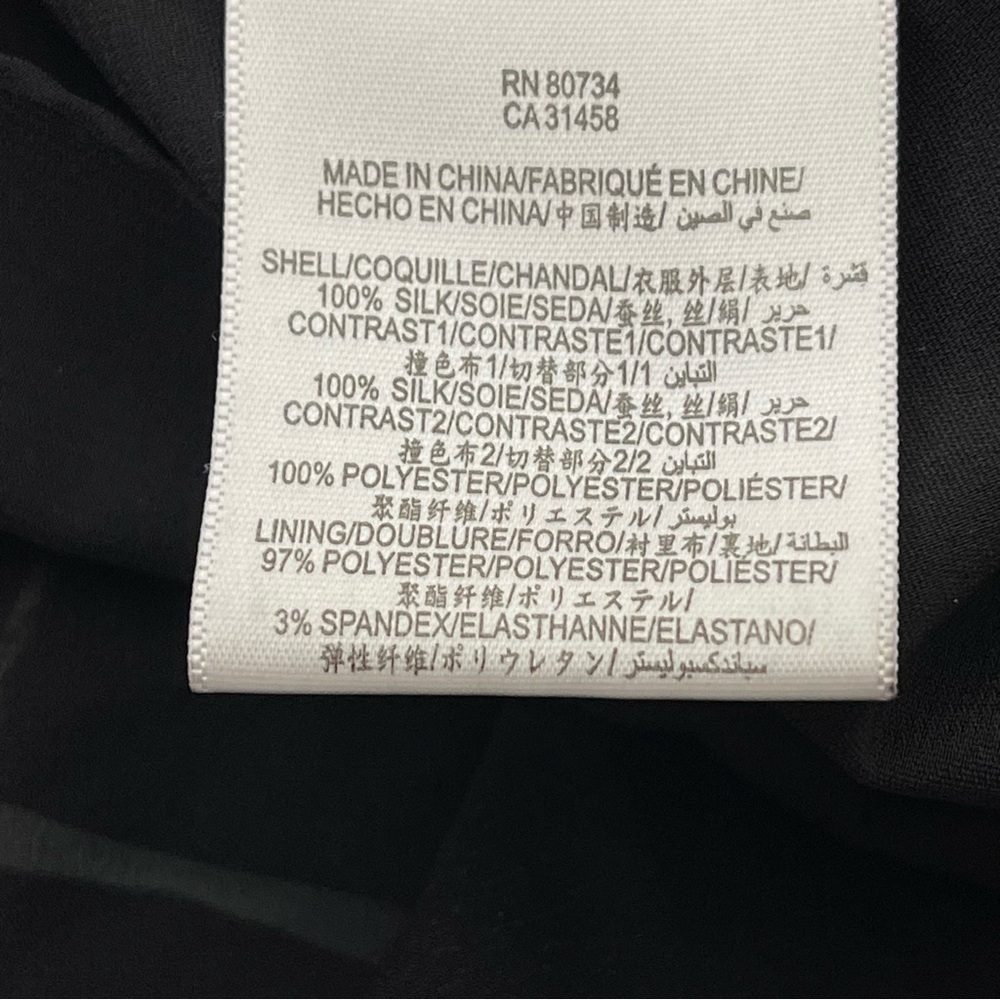 RN 80734
CA 31458
MADE IN CHINA/FABRIQUÉ EN CHINE/
HECHO EN CHINA/中国制造/ صنع في الصين
SHELL/COQUILLE/CHANDAL/衣服外层/表地/ قشرة
100% SILK/SOIE/SEDA/蚕丝, 丝/絹/ حرير
CONTRAST1/CONTRASTE1/CONTRASTE1/
撞色布1/切替部分1/1 التباين
100% SILK/SOIE/SEDA/蚕丝, 丝/絹/ حرير
CONTRAST2/CONTRASTE2/CONTRASTE2/
撞色布2/切替部分2/2 التباين
100% POLYESTER/POLYESTER/POLIÉSTER/
聚酯纤维/ポリエステル/ بوليستر
LINING/DOUBLURE/FORRO/衬里布/裏地/ البطانة
97% POLYESTER/POLYESTER/POLIÉSTER/
聚酯纤维/ポリエステル/
3% SPANDEX/ELASTHANNE/ELASTANO/
弹性纤维/ポリウレタン/ سباندكسبوليستر